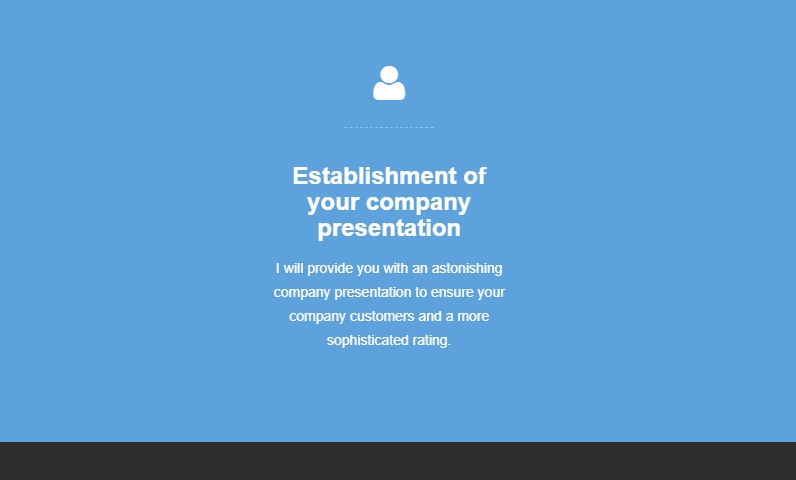 Establishment of
your company
presentation
I will provide you with an astonishing
company presentation to ensure your
company customers and a more
sophisticated rating.